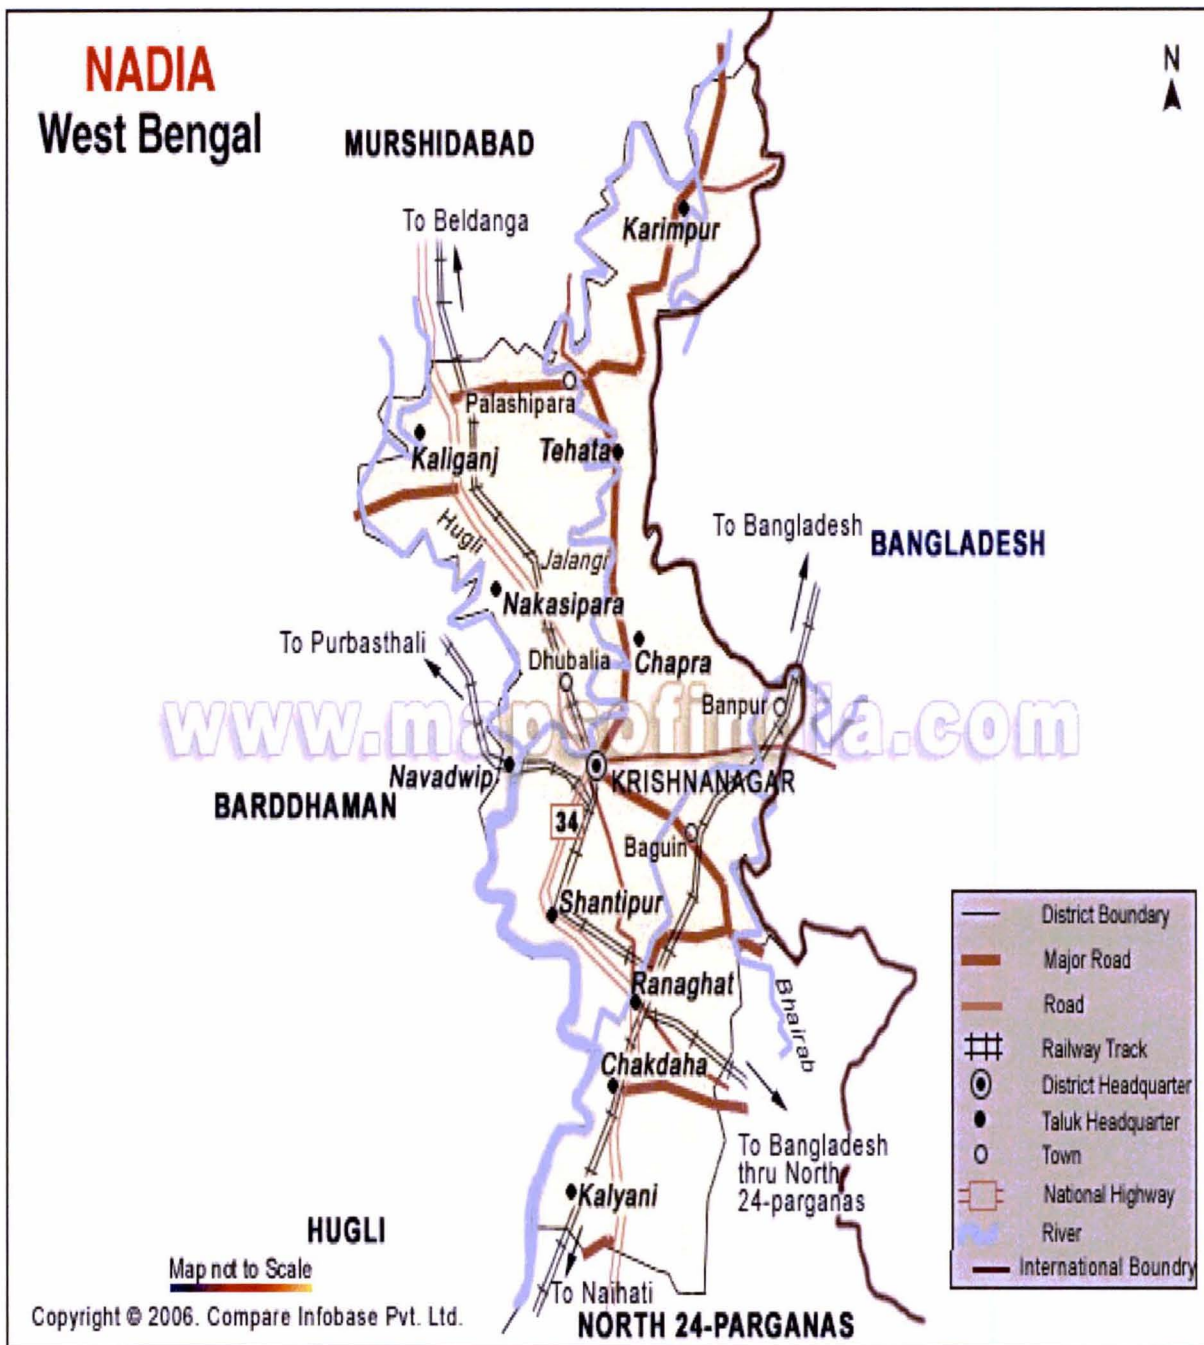 NADIA
West Bengal
N
MURSHIDABAD
To Beldanga
Karimpur
Palashipara
Kaliganj
Tehata
Hugli
Jalangi
To Bangladesh
BANGLADESH
Nakasipara
To Purbasthali
Dhubalia
Chapra
Banpur
www.mapsofindia.com
Navadwip
KRISHNANAGAR
BARDDHAMAN
34
Baguin
Shantipur
Ranaghat
Bhairab
Chakdaha
To Bangladesh
thru North
24-parganas
Kalyani
HUGLI
To Naihati
NORTH 24-PARGANAS
District Boundary
Major Road
Road
Railway Track
District Headquarter
Taluk Headquarter
Town
National Highway
River
International Boundry
Map not to Scale
Copyright © 2006. Compare Infobase Pvt. Ltd.